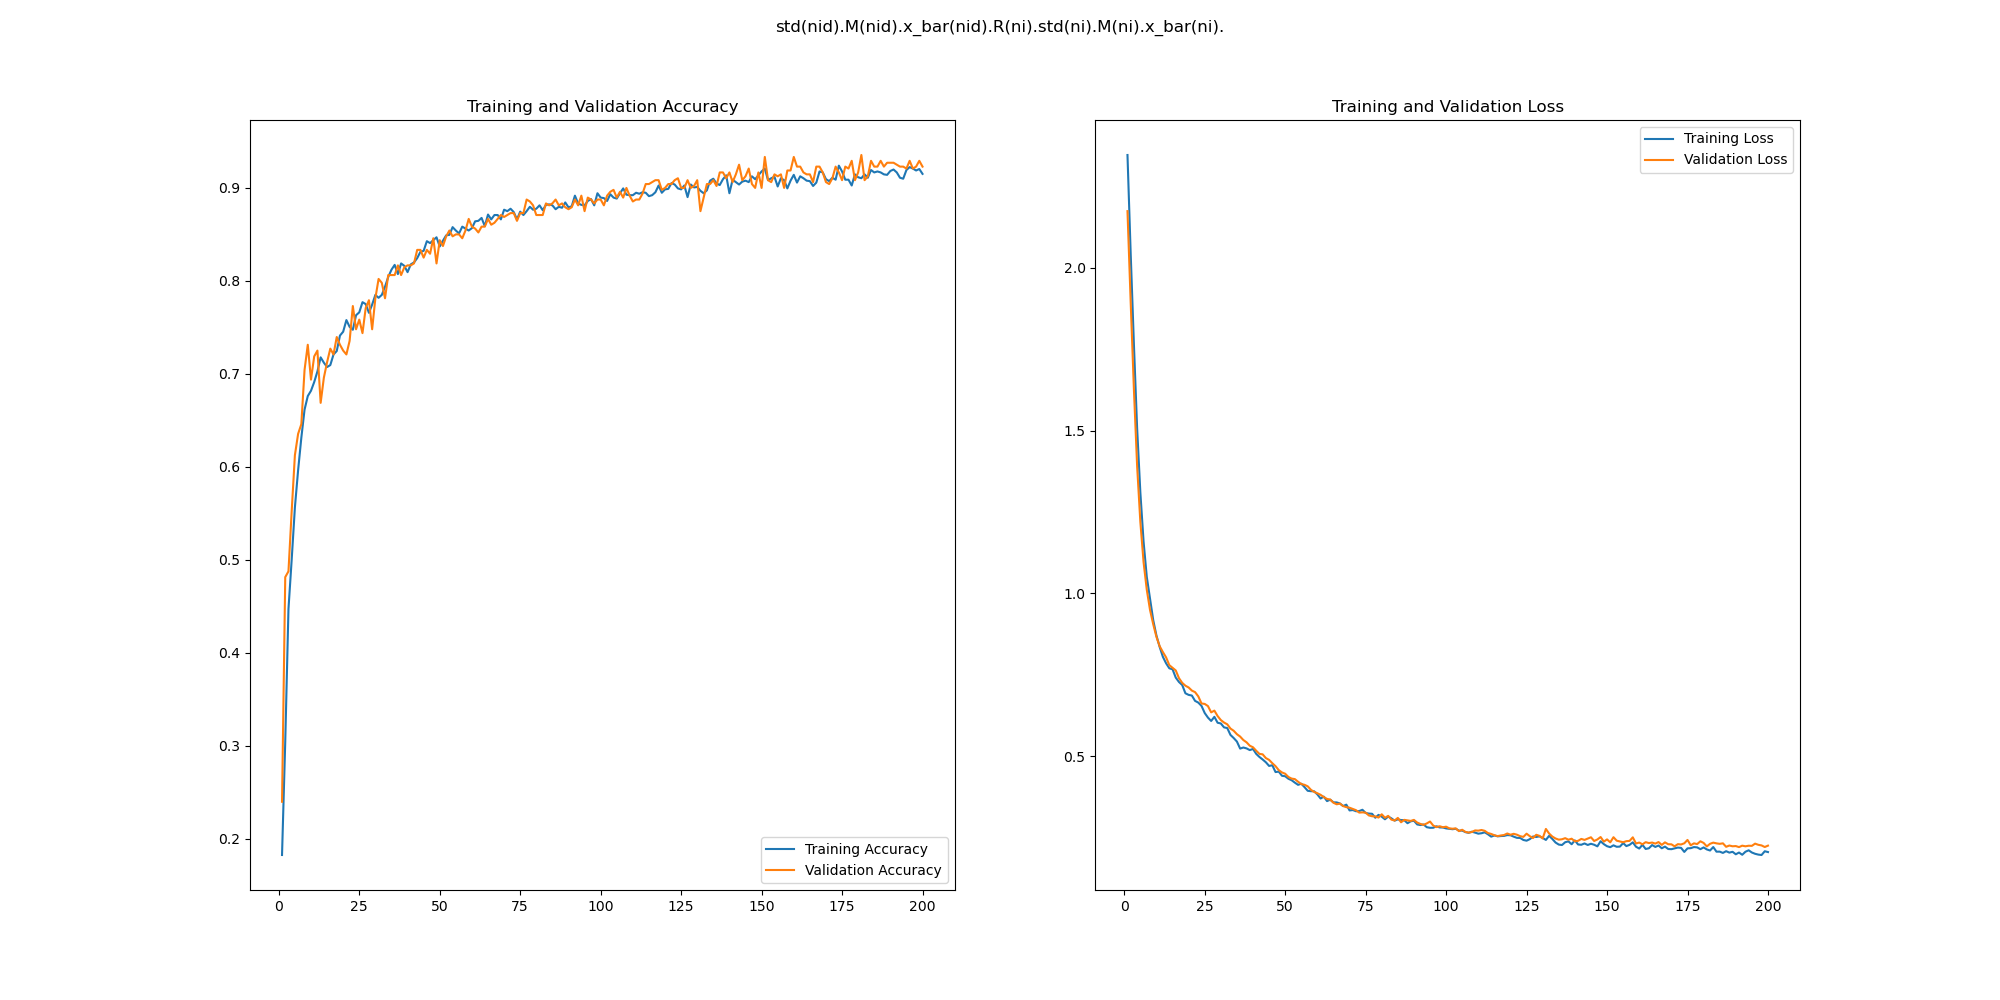 std(nid).M(nid).x_bar(nid).R(ni).std(ni).M(ni).x_bar(ni).
Training and Validation Accuracy
0.9
0.8
0.7
0.6
0.5
0.4
0.3
0.2
Training Accuracy
Validation Accuracy
0 25 50 75 100 125 150 175 200
Training and Validation Loss
Training Loss
Validation Loss
2.0
1.5
1.0
0.5
0 25 50 75 100 125 150 175 200